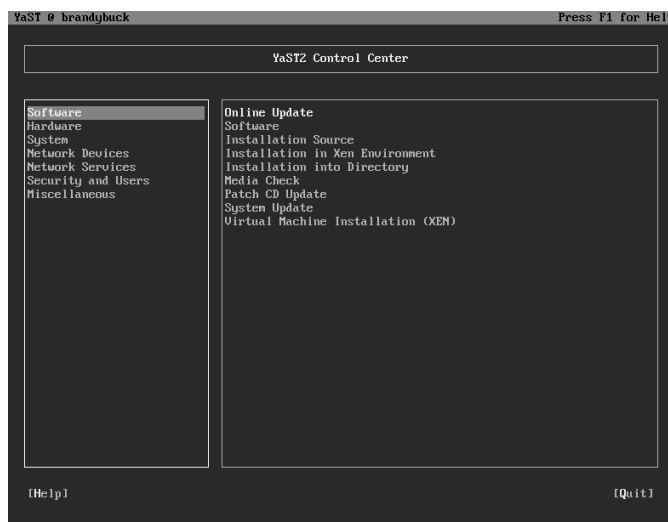 YaST @ brandybuck Press F1 for Hel
YaST2 Control Center
Software
Hardware
System
Network Devices
Network Services
Security and Users
Miscellaneous
Online Update
Software
Installation Source
Installation in Xen Environment
Installation into Directory
Media Check
Patch CD Update
System Update
Virtual Machine Installation (XEN)
[Help] [Quit]